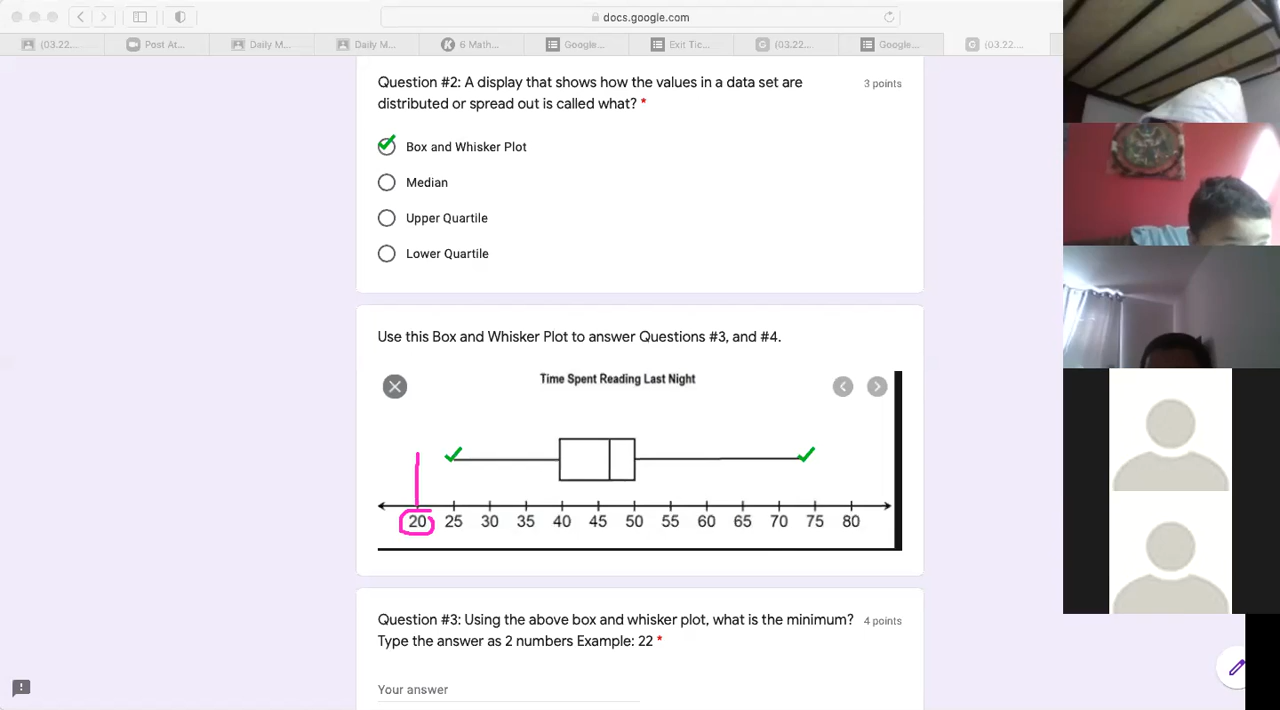 docs.google.com
(03.22....
Post At...
Daily M...
Daily M...
6 Math...
Google...
Exit Tic...
(03.22....
Google...
(03.22....
Question #2: A display that shows how the values in a data set are
distributed or spread out is called what? *
3 points
Box and Whisker Plot
Median
Upper Quartile
Lower Quartile
Use this Box and Whisker Plot to answer Questions #3, and #4.
Time Spent Reading Last Night
20 25 30 35 40 45 50 55 60 65 70 75 80
Question #3: Using the above box and whisker plot, what is the minimum?
4 points
Type the answer as 2 numbers Example: 22 *
Your answer